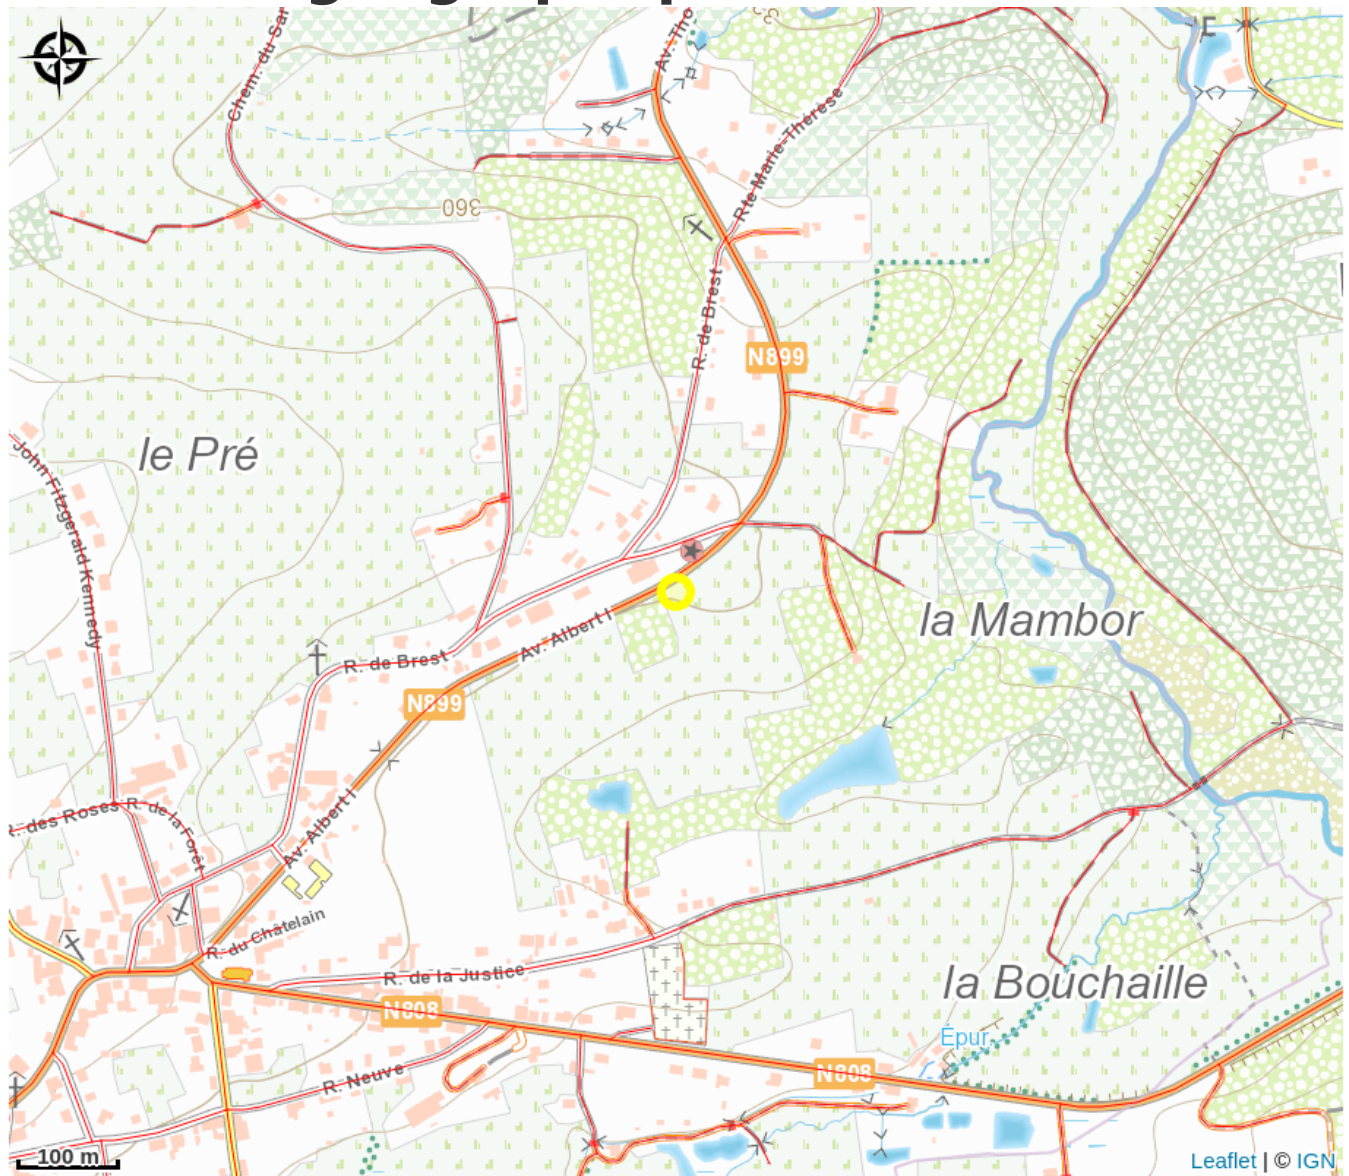 Chem. du Sar
Av. Tho
Rte Marie-Thérèse
360
R. de Brest
N899
le Pré
John Fitzgerald Kennedy
la Mambor
Av. Albert I
R. de Brest
N899
R. des Roses
R. de la Forêt
Av. Albert I
R. du Châtelain
R. de la Justice
la Bouchaille
N808
Épur.
N808
R. Neuve
100 m
Leaflet | © IGN